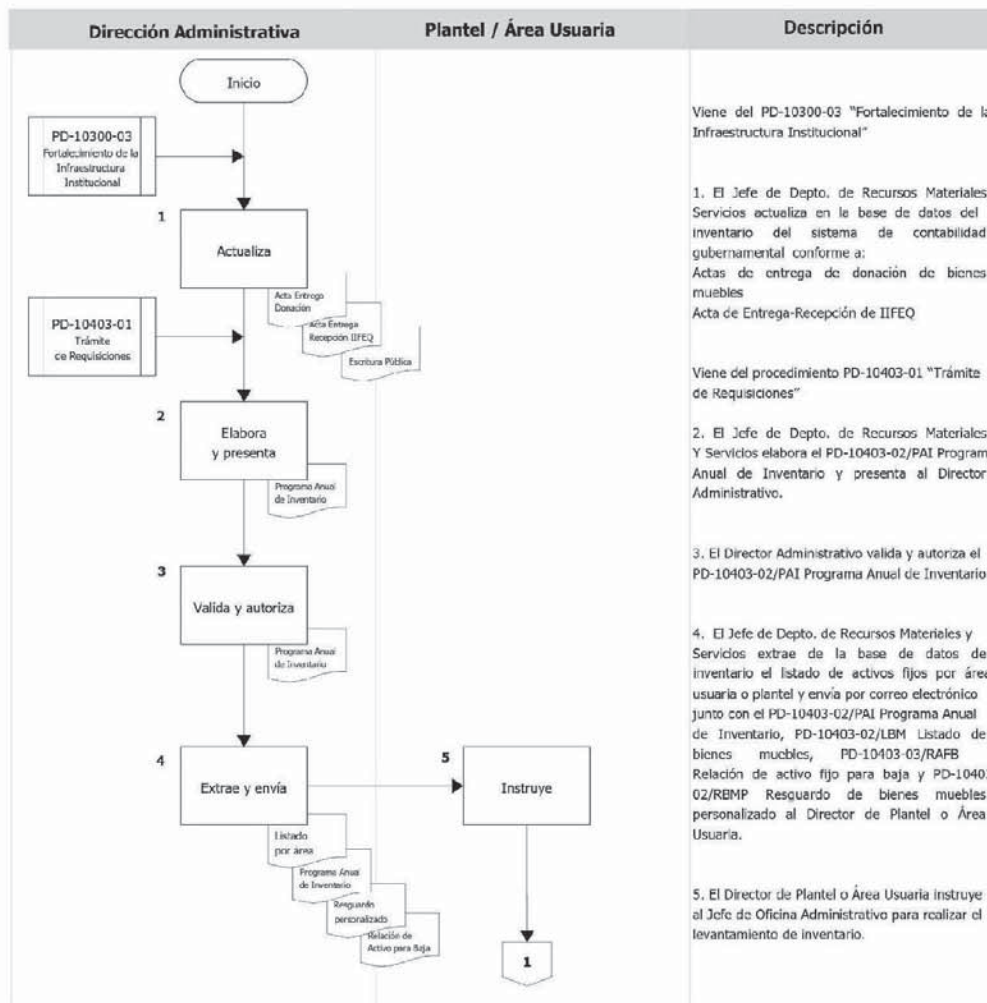 Dirección Administrativa
Plantel / Área Usuaria
Descripción
Inicio
PD-10300-03
Fortalecimiento de la
Infraestructura
Institucional
1
Actualiza
Acta Entrega
Donación
Acta Entrega
Recepción IIFEQ
Escritura Pública
PD-10403-01
Trámite
de Requisiciones
2
Elabora
y presenta
Programa Anual
de Inventario
3
Valida y autoriza
Programa Anual
de Inventario
4
Extrae y envía
Listado
por área
Programa Anual
de Inventario
Resguardo
personalizado
Relación de
Activo para Baja
5
Instruye
1
Viene del PD-10300-03 "Fortalecimiento de la
Infraestructura Institucional"
1. El Jefe de Depto. de Recursos Materiales
Servicios actualiza en la base de datos del
inventario del sistema de contabilidad
gubernamental conforme a:
Actas de entrega de donación de bienes
muebles
Acta de Entrega-Recepción de IIFEQ
Viene del procedimiento PD-10403-01 "Trámite
de Requisiciones"
2. El Jefe de Depto. de Recursos Materiales
Y Servicios elabora el PD-10403-02/PAI Program
Anual de Inventario y presenta al Director
Administrativo.
3. El Director Administrativo valida y autoriza el
PD-10403-02/PAI Programa Anual de Inventario
4. El Jefe de Depto. de Recursos Materiales y
Servicios extrae de la base de datos de
inventario el listado de activos fijos por área
usuaria o plantel y envía por correo electrónico
junto con el PD-10403-02/PAI Programa Anual
de Inventario, PD-10403-02/LBM Listado de
bienes muebles, PD-10403-03/RAFB
Relación de activo fijo para baja y PD-10403
02/RBMP Resguardo de bienes muebles
personalizado al Director de Plantel o Área
Usuaria.
5. El Director de Plantel o Área Usuaria instruye
al Jefe de Oficina Administrativo para realizar el
levantamiento de inventario.